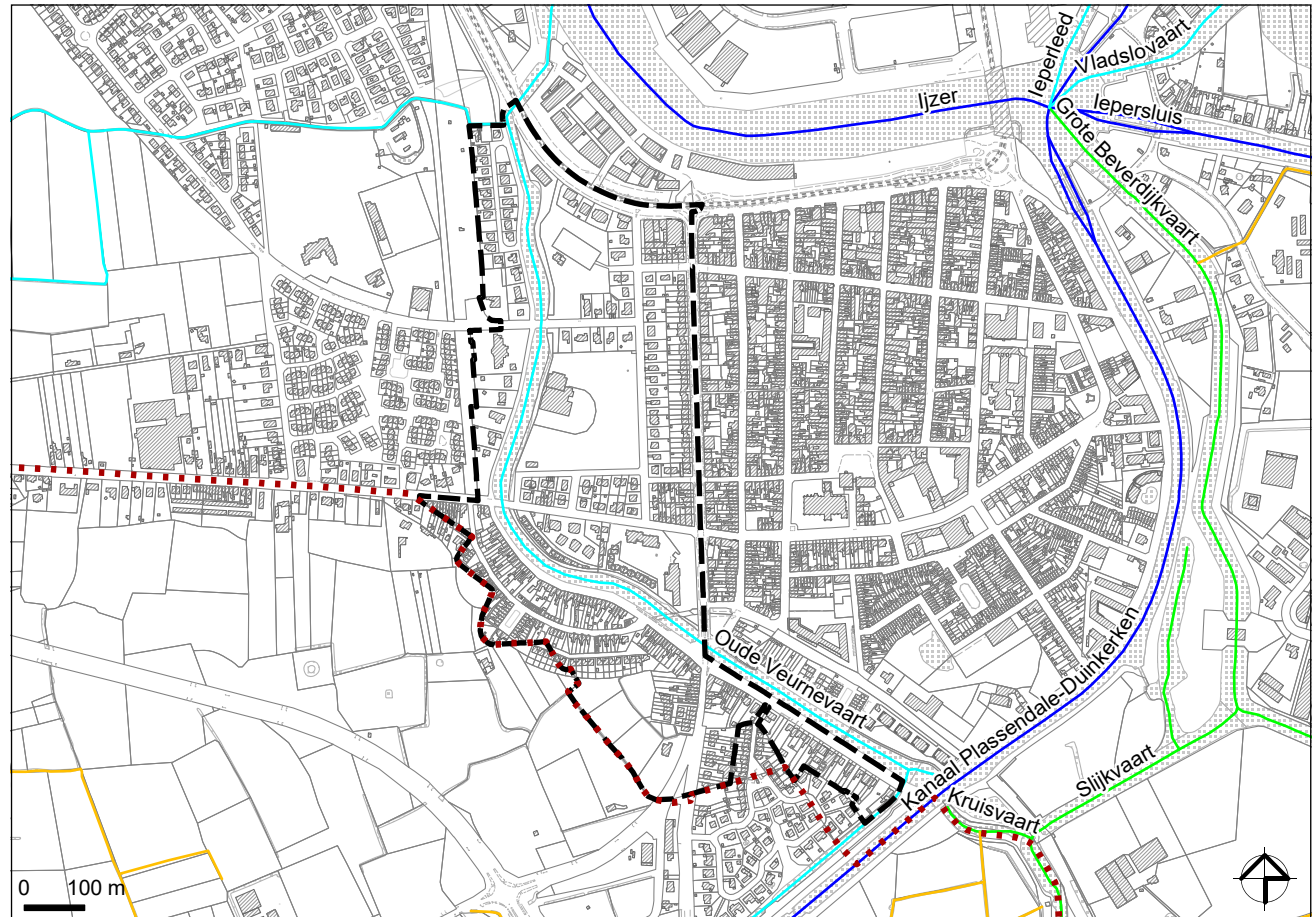 Ieperleed
Vladslovaart
Ijzer
Iepersluis
Grote Beverdijkvaart
Oude Veurnevaart
Kanaal Plassendale-Duinkerken
Slijkvaart
Kruisvaart
0 100 m